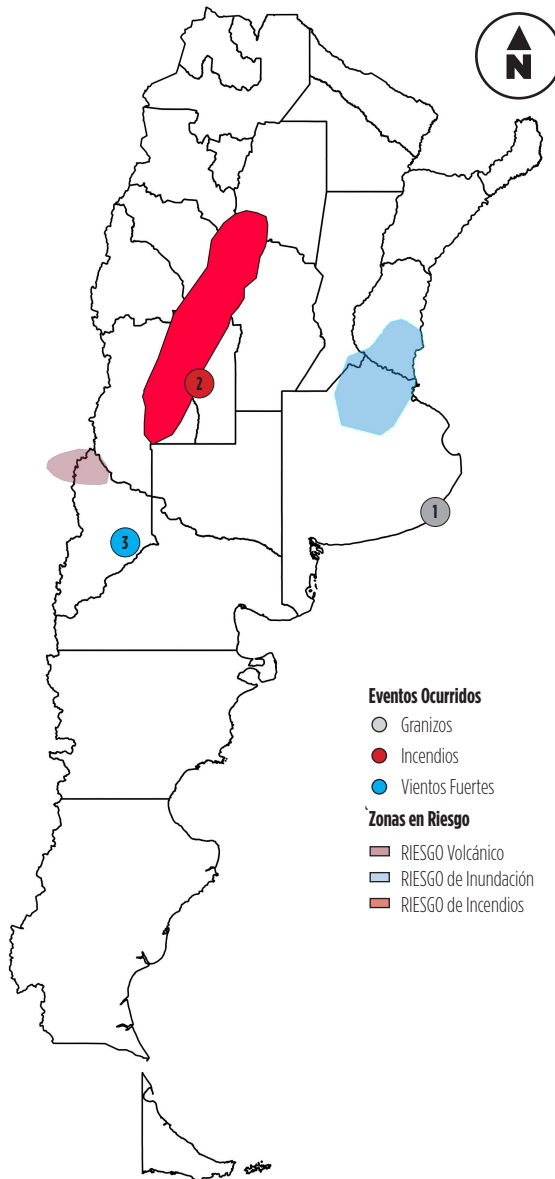 N
2
1
3
Eventos Ocurridos
Granizos
Incendios
Vientos Fuertes
Zonas en Riesgo
RIESGO Volcánico
RIESGO de Inundación
RIESGO de Incendios